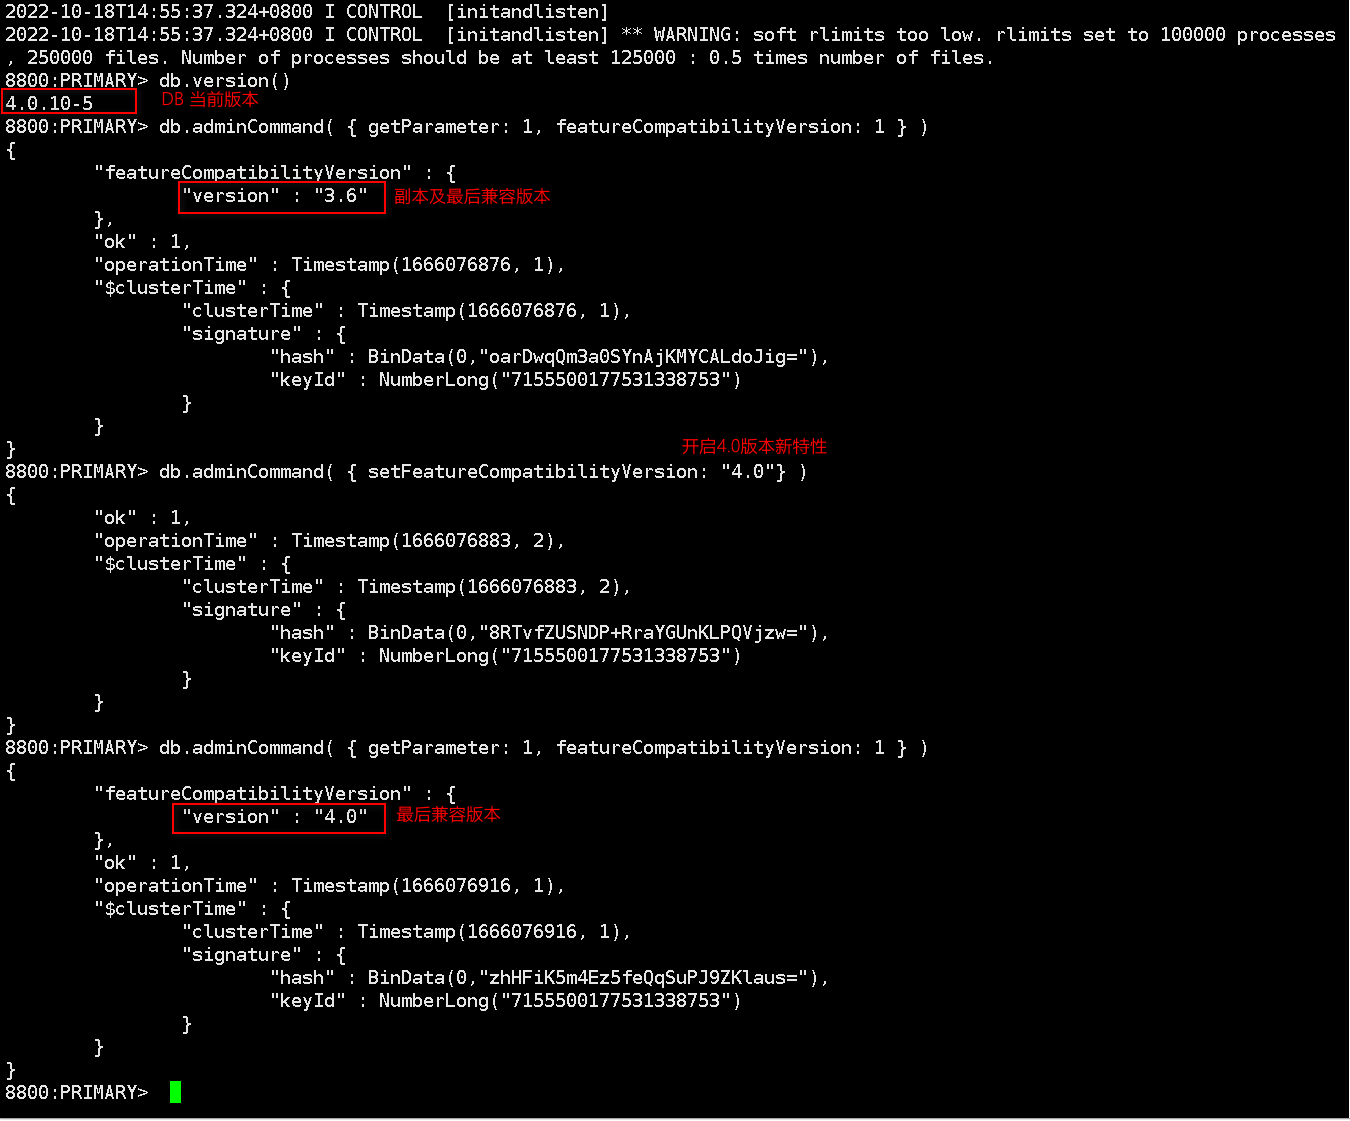 2022-10-18T14:55:37.324+0800 I CONTROL  [initandlisten]
2022-10-18T14:55:37.324+0800 I CONTROL  [initandlisten] ** WARNING: soft rlimits too low. rlimits set to 100000 processes
, 250000 files. Number of processes should be at least 125000 : 0.5 times number of files.
8800:PRIMARY> db.version()
4.0.10-5 DB 当前版本
8800:PRIMARY> db.adminCommand( { getParameter: 1, featureCompatibilityVersion: 1 } )
{
        "featureCompatibilityVersion" : {
                "version" : "3.6" 副本及最后兼容版本
        },
        "ok" : 1,
        "operationTime" : Timestamp(1666076876, 1),
        "$clusterTime" : {
                "clusterTime" : Timestamp(1666076876, 1),
                "signature" : {
                        "hash" : BinData(0,"oarDwqQm3a0SYnAjKMYCALdoJig="),
                        "keyId" : NumberLong("7155500177531338753")
                }
        }
}
开启4.0版本新特性
8800:PRIMARY> db.adminCommand( { setFeatureCompatibilityVersion: "4.0"} )
{
        "ok" : 1,
        "operationTime" : Timestamp(1666076883, 2),
        "$clusterTime" : {
                "clusterTime" : Timestamp(1666076883, 2),
                "signature" : {
                        "hash" : BinData(0,"8RTvfZUSNDP+RraYGUnKLPQVjzw="),
                        "keyId" : NumberLong("7155500177531338753")
                }
        }
}
8800:PRIMARY> db.adminCommand( { getParameter: 1, featureCompatibilityVersion: 1 } )
{
        "featureCompatibilityVersion" : {
                "version" : "4.0" 最后兼容版本
        },
        "ok" : 1,
        "operationTime" : Timestamp(1666076916, 1),
        "$clusterTime" : {
                "clusterTime" : Timestamp(1666076916, 1),
                "signature" : {
                        "hash" : BinData(0,"zhHFiK5m4Ez5feQqSuPJ9ZKlaus="),
                        "keyId" : NumberLong("7155500177531338753")
                }
        }
}
8800:PRIMARY>